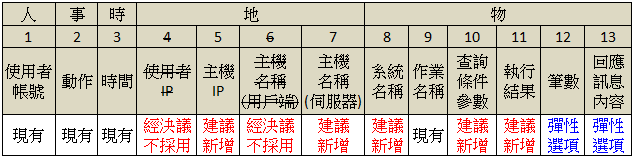 人 事 時 地 物
1 2 3 4 5 6 7 8 9 10 11 12 13
使用者帳號 動作 時間 使用者IP 主機IP 主機名稱(用戶端) 主機名稱(伺服器) 系統名稱 作業名稱 查詢條件參數 執行結果 筆數 回應訊息內容
現有 現有 現有 經決議不採用 建議新增 經決議不採用 建議新增 建議新增 現有 建議新增 建議新增 彈性選項 彈性選項